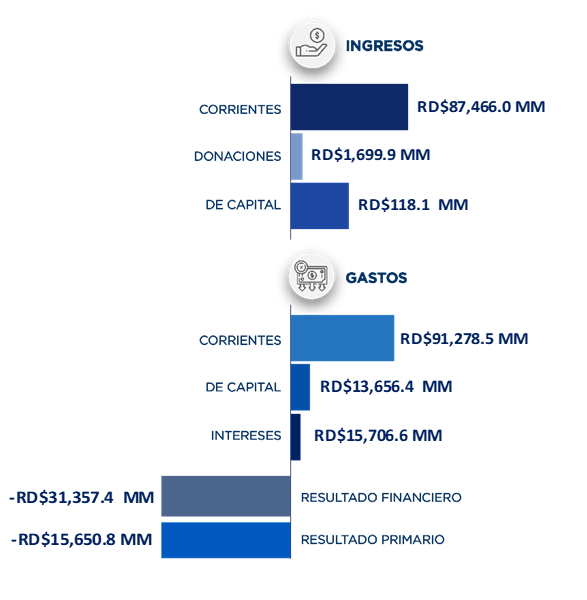 INGRESOS
CORRIENTES RD$87,466.0 MM
DONACIONES RD$1,699.9 MM
DE CAPITAL RD$118.1 MM
GASTOS
CORRIENTES RD$91,278.5 MM
DE CAPITAL RD$13,656.4 MM
INTERESES RD$15,706.6 MM
-RD$31,357.4 MM RESULTADO FINANCIERO
-RD$15,650.8 MM RESULTADO PRIMARIO